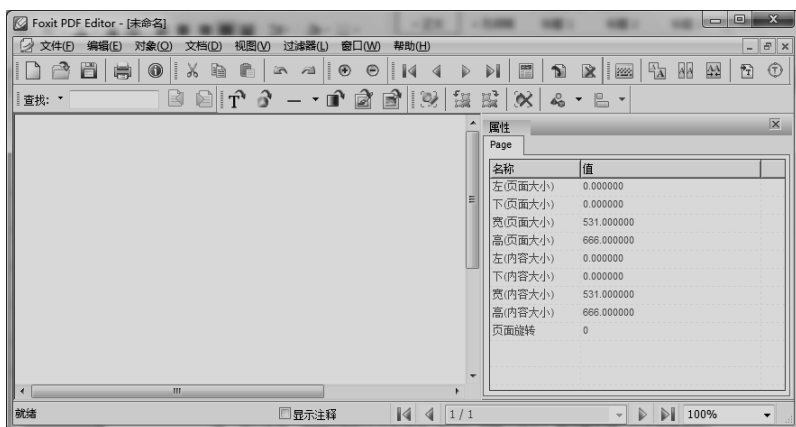 Foxit PDF Editor - [未命名]
文件(F) 编辑(E) 对象(O) 文档(D) 视图(V) 过滤器(L) 窗口(W) 帮助(H)
查找:
属性
Page
名称 值
左(页面大小) 0.000000
下(页面大小) 0.000000
宽(页面大小) 531.000000
高(页面大小) 666.000000
左(内容大小) 0.000000
下(内容大小) 0.000000
宽(内容大小) 531.000000
高(内容大小) 666.000000
页面旋转 0
就绪 显示注释 1 / 1 100%